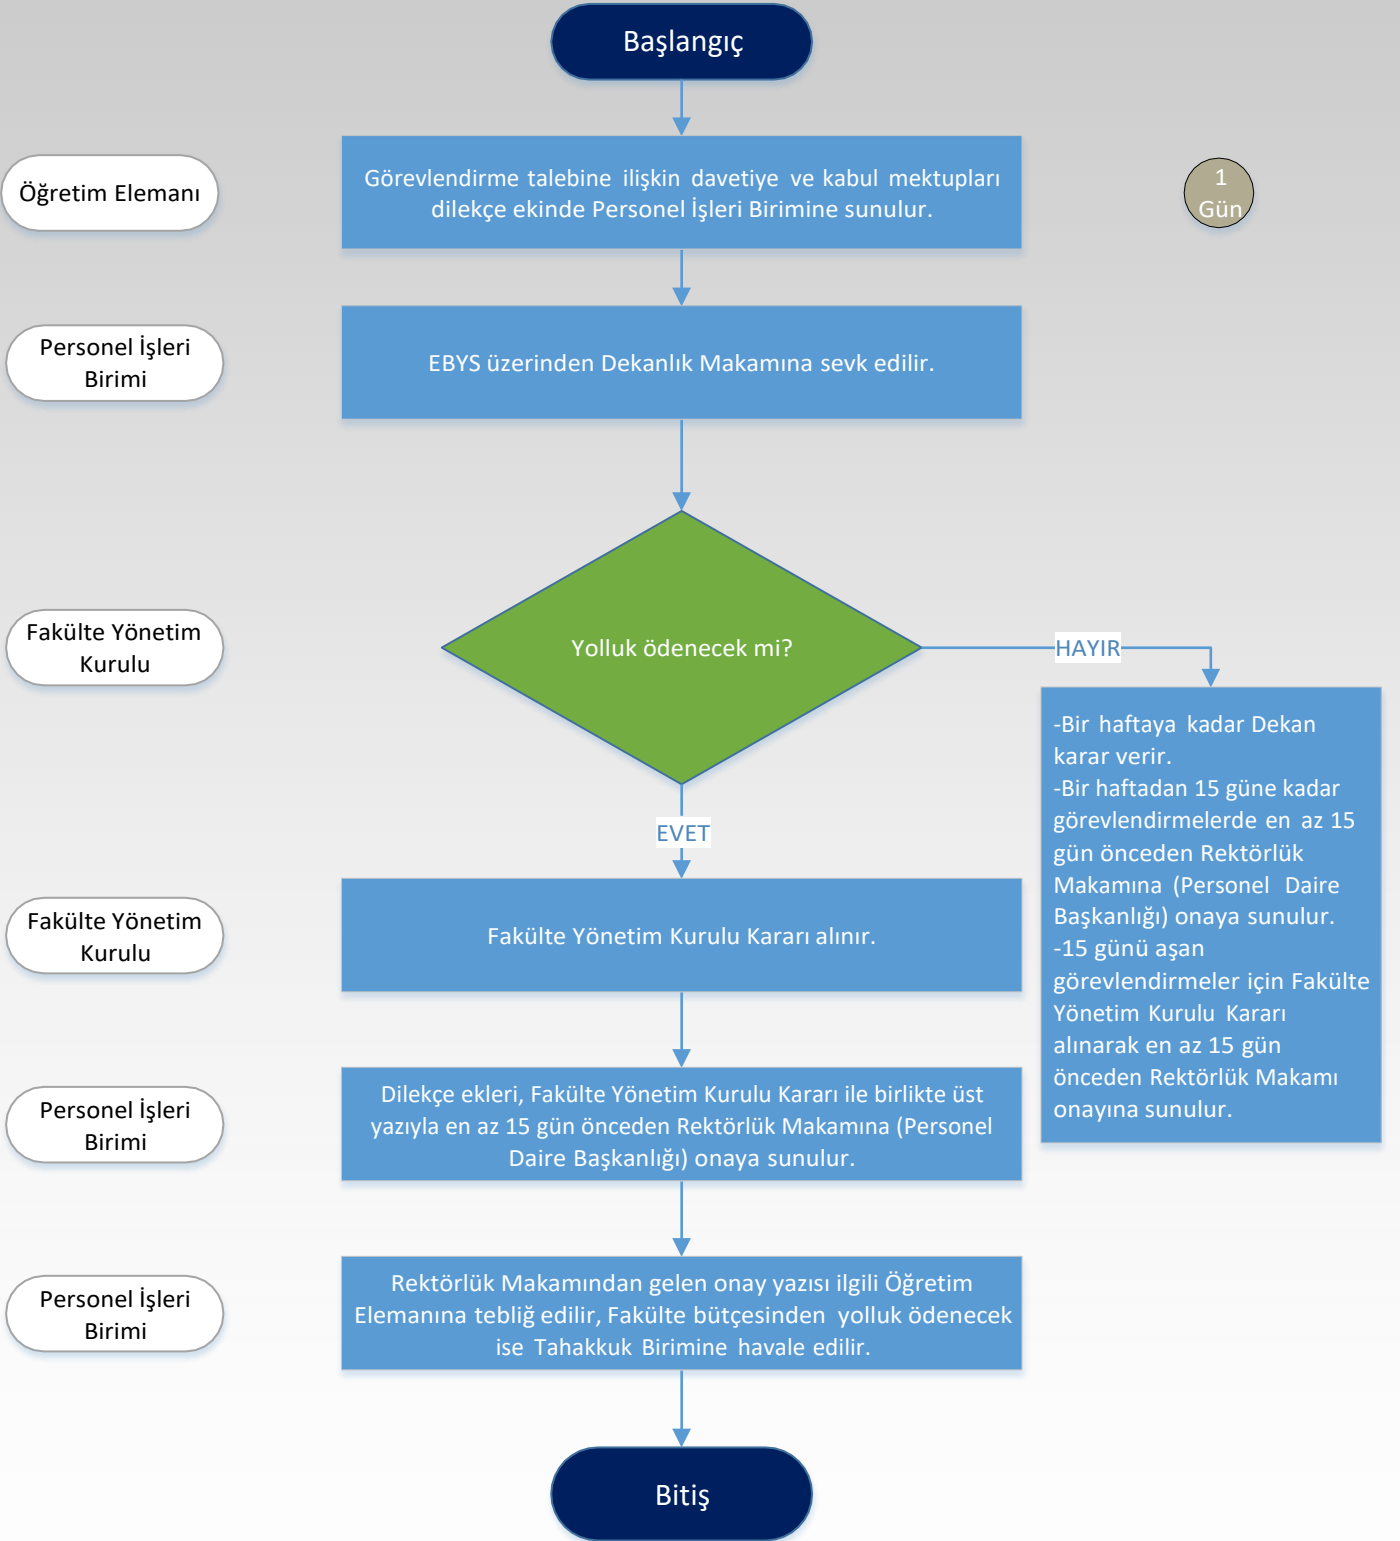 Başlangıç
Öğretim Elemanı
Görevlendirme talebine ilişkin davetiye ve kabul mektupları
dilekçe ekinde Personel İşleri Birimine sunulur.
1
Gün
Personel İşleri
Birimi
EBYS üzerinden Dekanlık Makamına sevk edilir.
Fakülte Yönetim
Kurulu
Yolluk ödenecek mi?
HAYIR
-Bir haftaya kadar Dekan
karar verir.
-Bir haftadan 15 güne kadar
görevlendirmelerde en az 15
gün önceden Rektörlük
Makamına (Personel Daire
Başkanlığı) onaya sunulur.
-15 günü aşan
görevlendirmeler için Fakülte
Yönetim Kurulu Kararı
alınarak en az 15 gün
önceden Rektörlük Makamı
onayına sunulur.
EVET
Fakülte Yönetim
Kurulu
Fakülte Yönetim Kurulu Kararı alınır.
Personel İşleri
Birimi
Dilekçe ekleri, Fakülte Yönetim Kurulu Kararı ile birlikte üst
yazıyla en az 15 gün önceden Rektörlük Makamına (Personel
Daire Başkanlığı) onaya sunulur.
Personel İşleri
Birimi
Rektörlük Makamından gelen onay yazısı ilgili Öğretim
Elemanına tebliğ edilir, Fakülte bütçesinden yolluk ödenecek
ise Tahakkuk Birimine havale edilir.
Bitiş